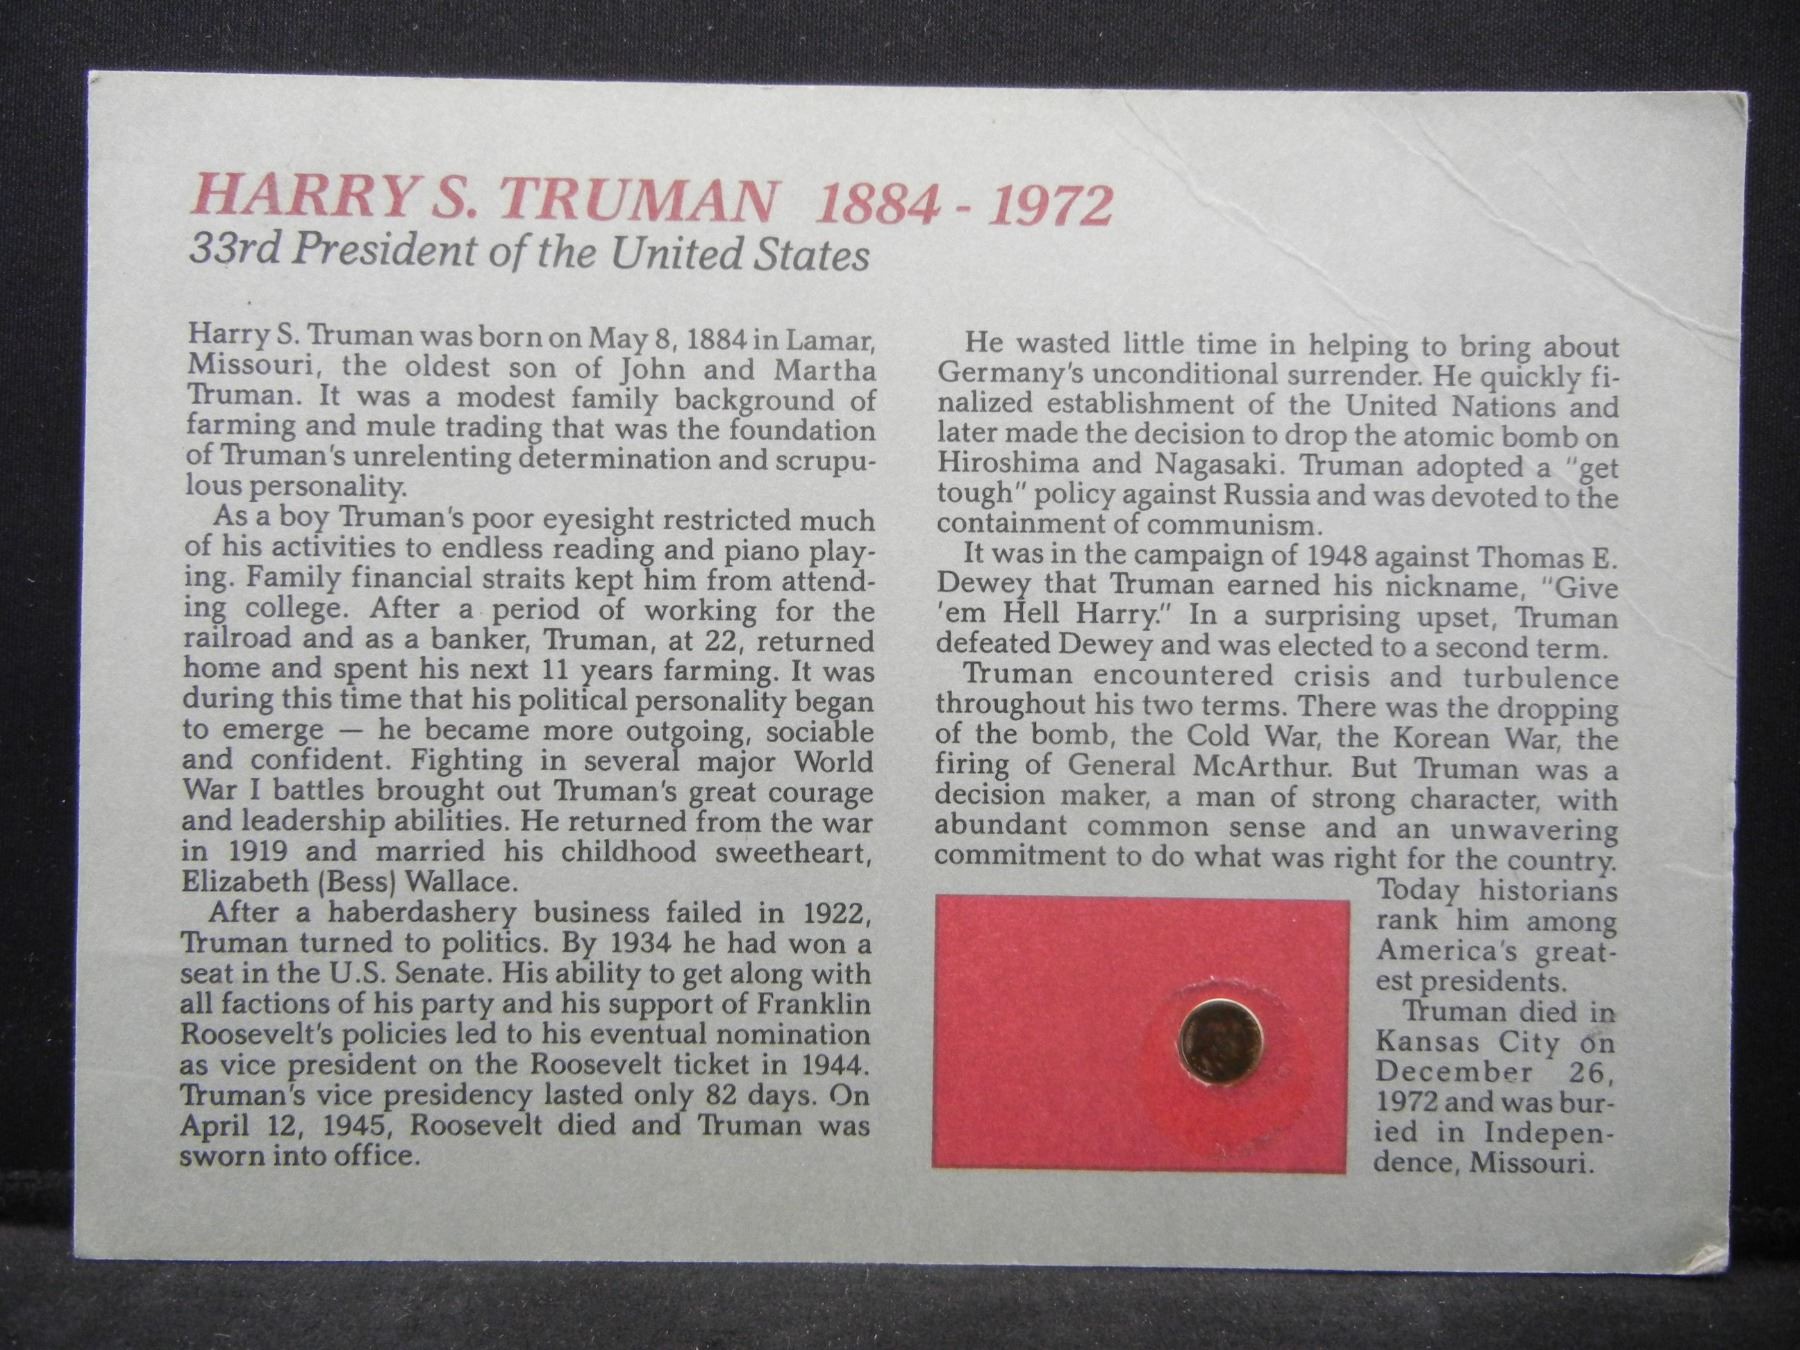 HARRY S. TRUMAN 1884 - 1972
33rd President of the United States
Harry S. Truman was born on May 8, 1884 in Lamar,
Missouri, the oldest son of John and Martha
Truman. It was a modest family background of
farming and mule trading that was the foundation
of Truman's unrelenting determination and scrupu-
lous personality.
As a boy Truman's poor eyesight restricted much
of his activities to endless reading and piano play-
ing. Family financial straits kept him from attend-
ing college. After a period of working for the
railroad and as a banker, Truman, at 22, returned
home and spent his next 11 years farming. It was
during this time that his political personality began
to emerge — he became more outgoing, sociable
and confident. Fighting in several major World
War I battles brought out Truman's great courage
and leadership abilities. He returned from the war
in 1919 and married his childhood sweetheart,
Elizabeth (Bess) Wallace.
After a haberdashery business failed in 1922,
Truman turned to politics. By 1934 he had won a
seat in the U.S. Senate. His ability to get along with
all factions of his party and his support of Franklin
Roosevelt's policies led to his eventual nomination
as vice president on the Roosevelt ticket in 1944.
Truman's vice presidency lasted only 82 days. On
April 12, 1945, Roosevelt died and Truman was
sworn into office.
He wasted little time in helping to bring about
Germany's unconditional surrender. He quickly fi-
nalized establishment of the United Nations and
later made the decision to drop the atomic bomb on
Hiroshima and Nagasaki. Truman adopted a "get
tough" policy against Russia and was devoted to the
containment of communism.
It was in the campaign of 1948 against Thomas E.
Dewey that Truman earned his nickname, "Give
'em Hell Harry." In a surprising upset, Truman
defeated Dewey and was elected to a second term.
Truman encountered crisis and turbulence
throughout his two terms. There was the dropping
of the bomb, the Cold War, the Korean War, the
firing of General McArthur. But Truman was a
decision maker, a man of strong character, with
abundant common sense and an unwavering
commitment to do what was right for the country.
Today historians
rank him among
America's great-
est presidents.
Truman died in
Kansas City on
December 26,
1972 and was bur-
ied in Indepen-
dence, Missouri.